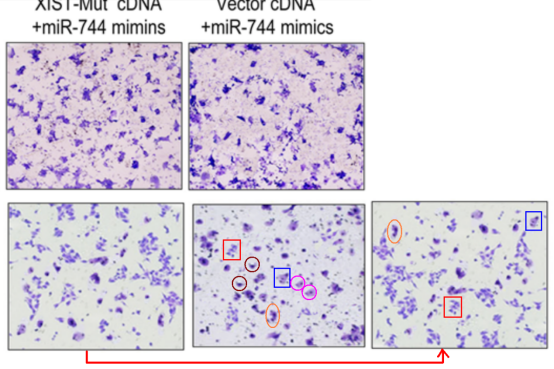 XIST-Mut cDNA
+miR-744 mimins
Vector cDNA
+miR-744 mimics